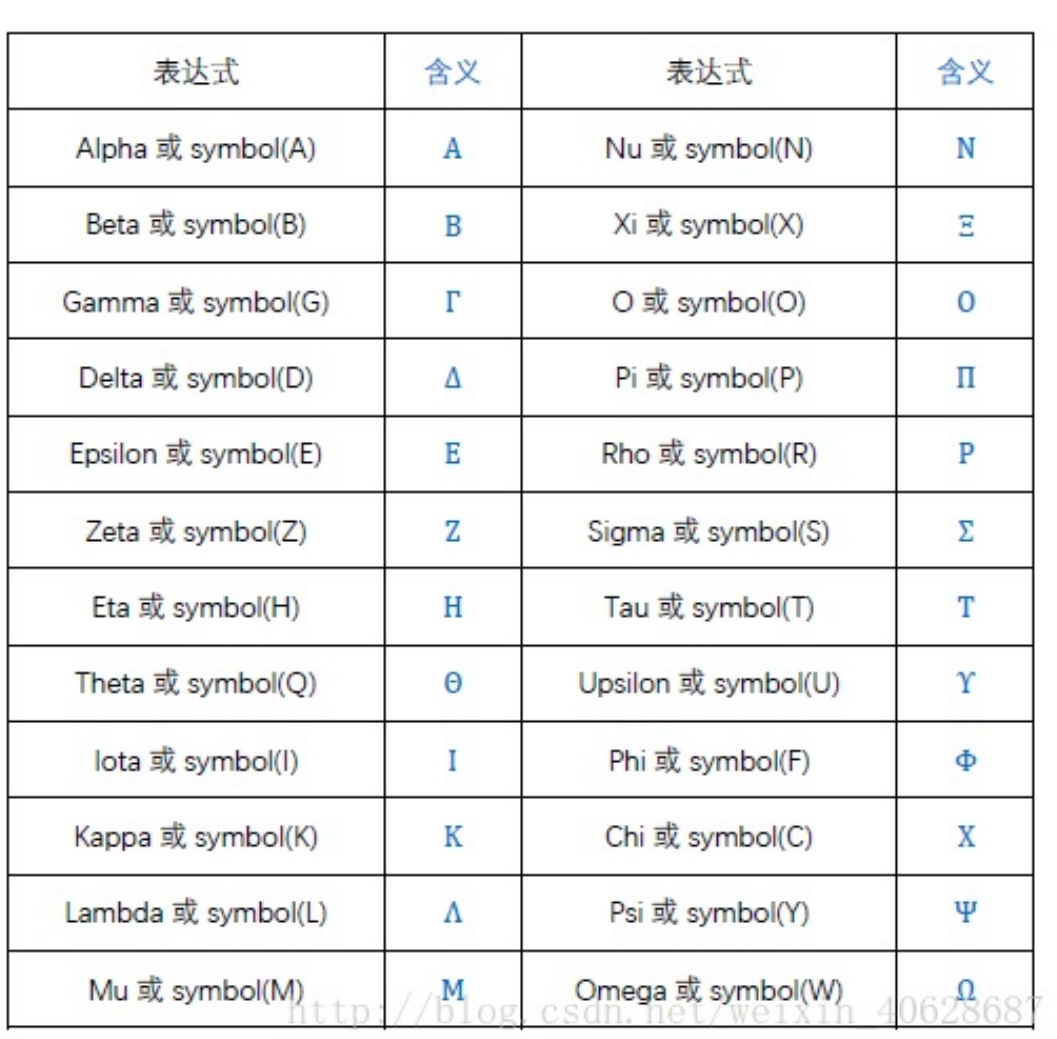 表达式 含义 表达式 含义
Alpha 或 symbol(A) Α Nu 或 symbol(N) Ν
Beta 或 symbol(B) Β Xi 或 symbol(X) Ξ
Gamma 或 symbol(G) Γ O 或 symbol(O) Ο
Delta 或 symbol(D) Δ Pi 或 symbol(P) Π
Epsilon 或 symbol(E) Ε Rho 或 symbol(R) Ρ
Zeta 或 symbol(Z) Ζ Sigma 或 symbol(S) Σ
Eta 或 symbol(H) Η Tau 或 symbol(T) Τ
Theta 或 symbol(Q) Θ Upsilon 或 symbol(U) ϒ
Iota 或 symbol(I) Ι Phi 或 symbol(F) Φ
Kappa 或 symbol(K) Κ Chi 或 symbol(C) Χ
Lambda 或 symbol(L) Λ Psi 或 symbol(Y) Ψ
Mu 或 symbol(M) Μ Omega 或 symbol(W) Ω
http://blog.csdn.net/weixin_40628687